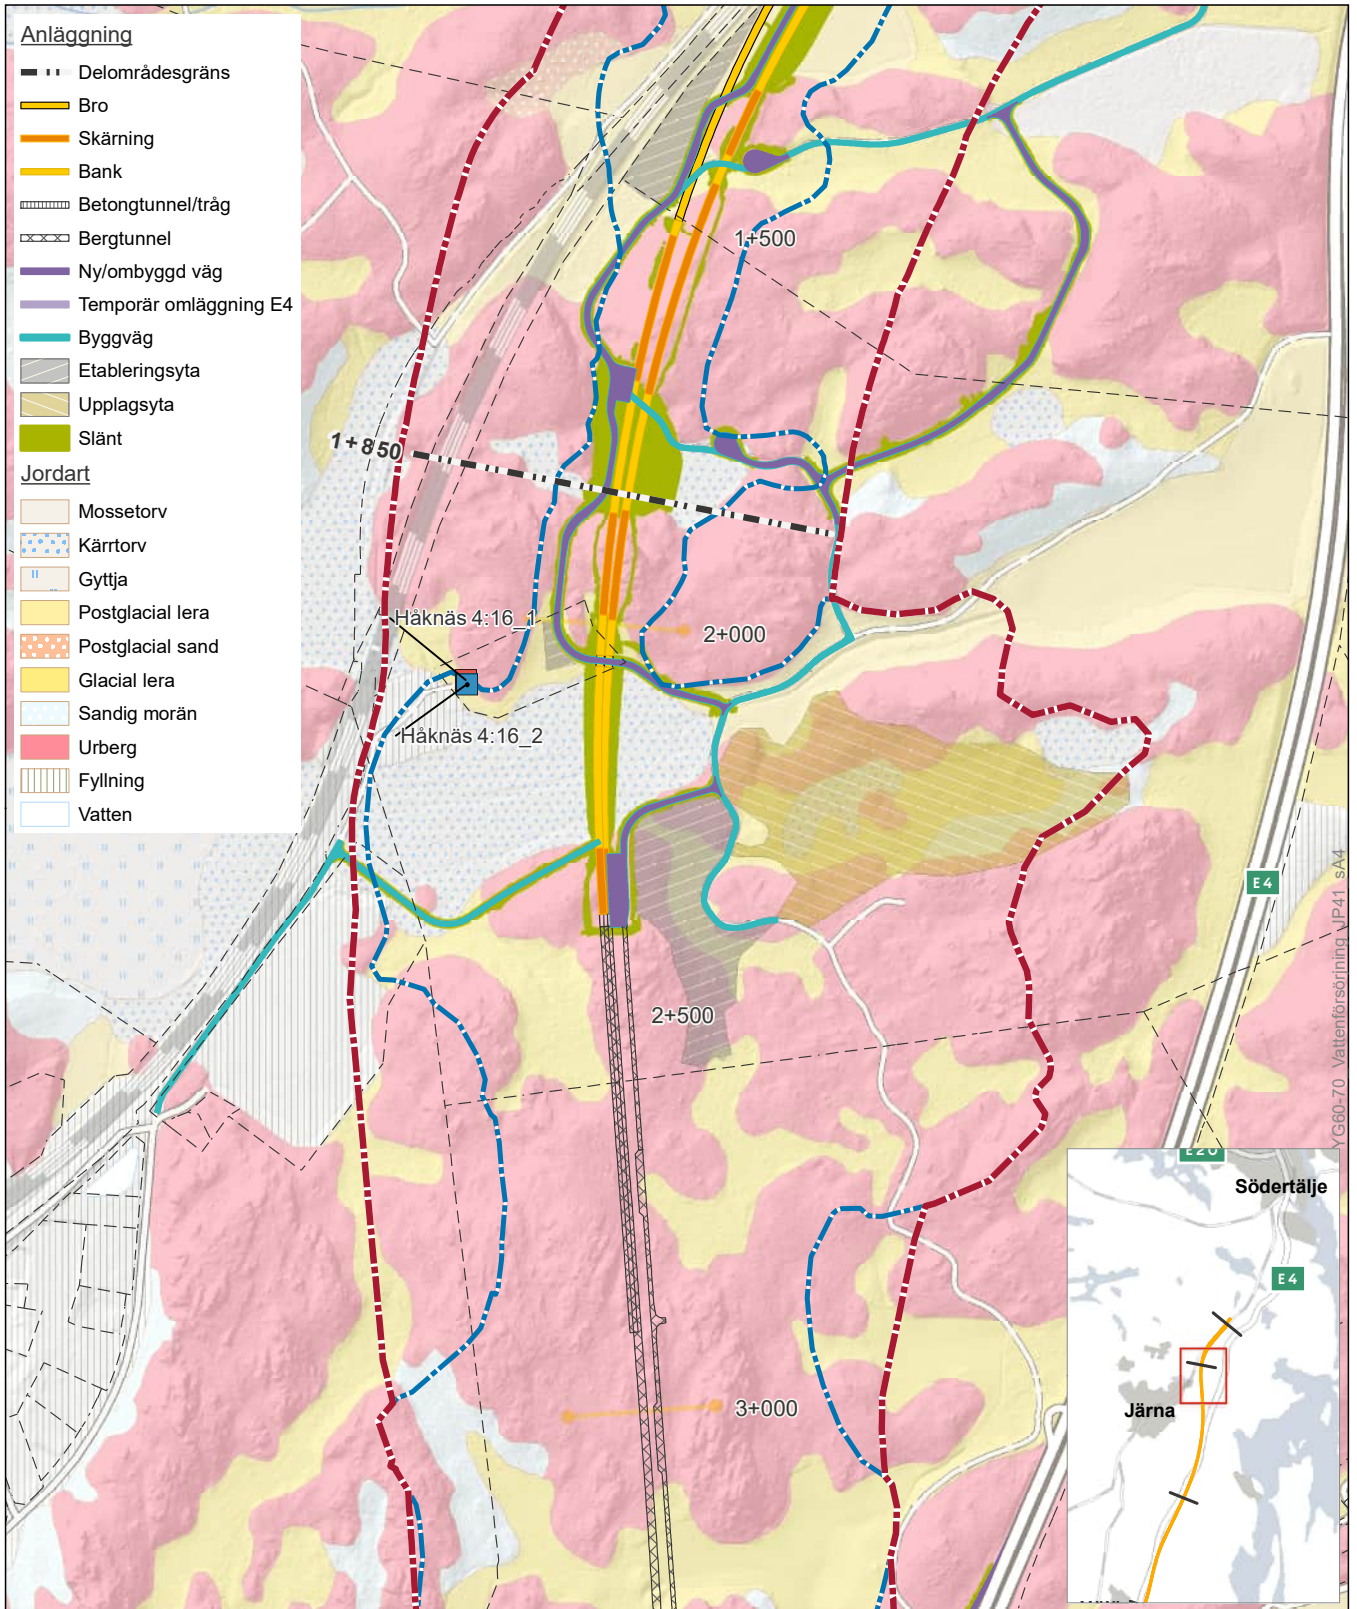 Anläggning
Delområdesgräns
Bro
Skärning
Bank
Betongtunnel/tråg
Bergtunnel
Ny/ombyggd väg
Temporär omläggning E4
Byggväg
Etableringsyta
Upplagsyta
Slänt
Jordart
Mossetorv
Kärrtorv
Gyttja
Postglacial lera
Postglacial sand
Glacial lera
Sandig morän
Urberg
Fyllning
Vatten
1+500
1+850
Håknäs 4:16_1
2+000
Håknäs 4:16_2
E4
2+500
3+000
YG60-70 Vattenförsörjning JP41 sA4
E20
Södertälje
E4
Järna